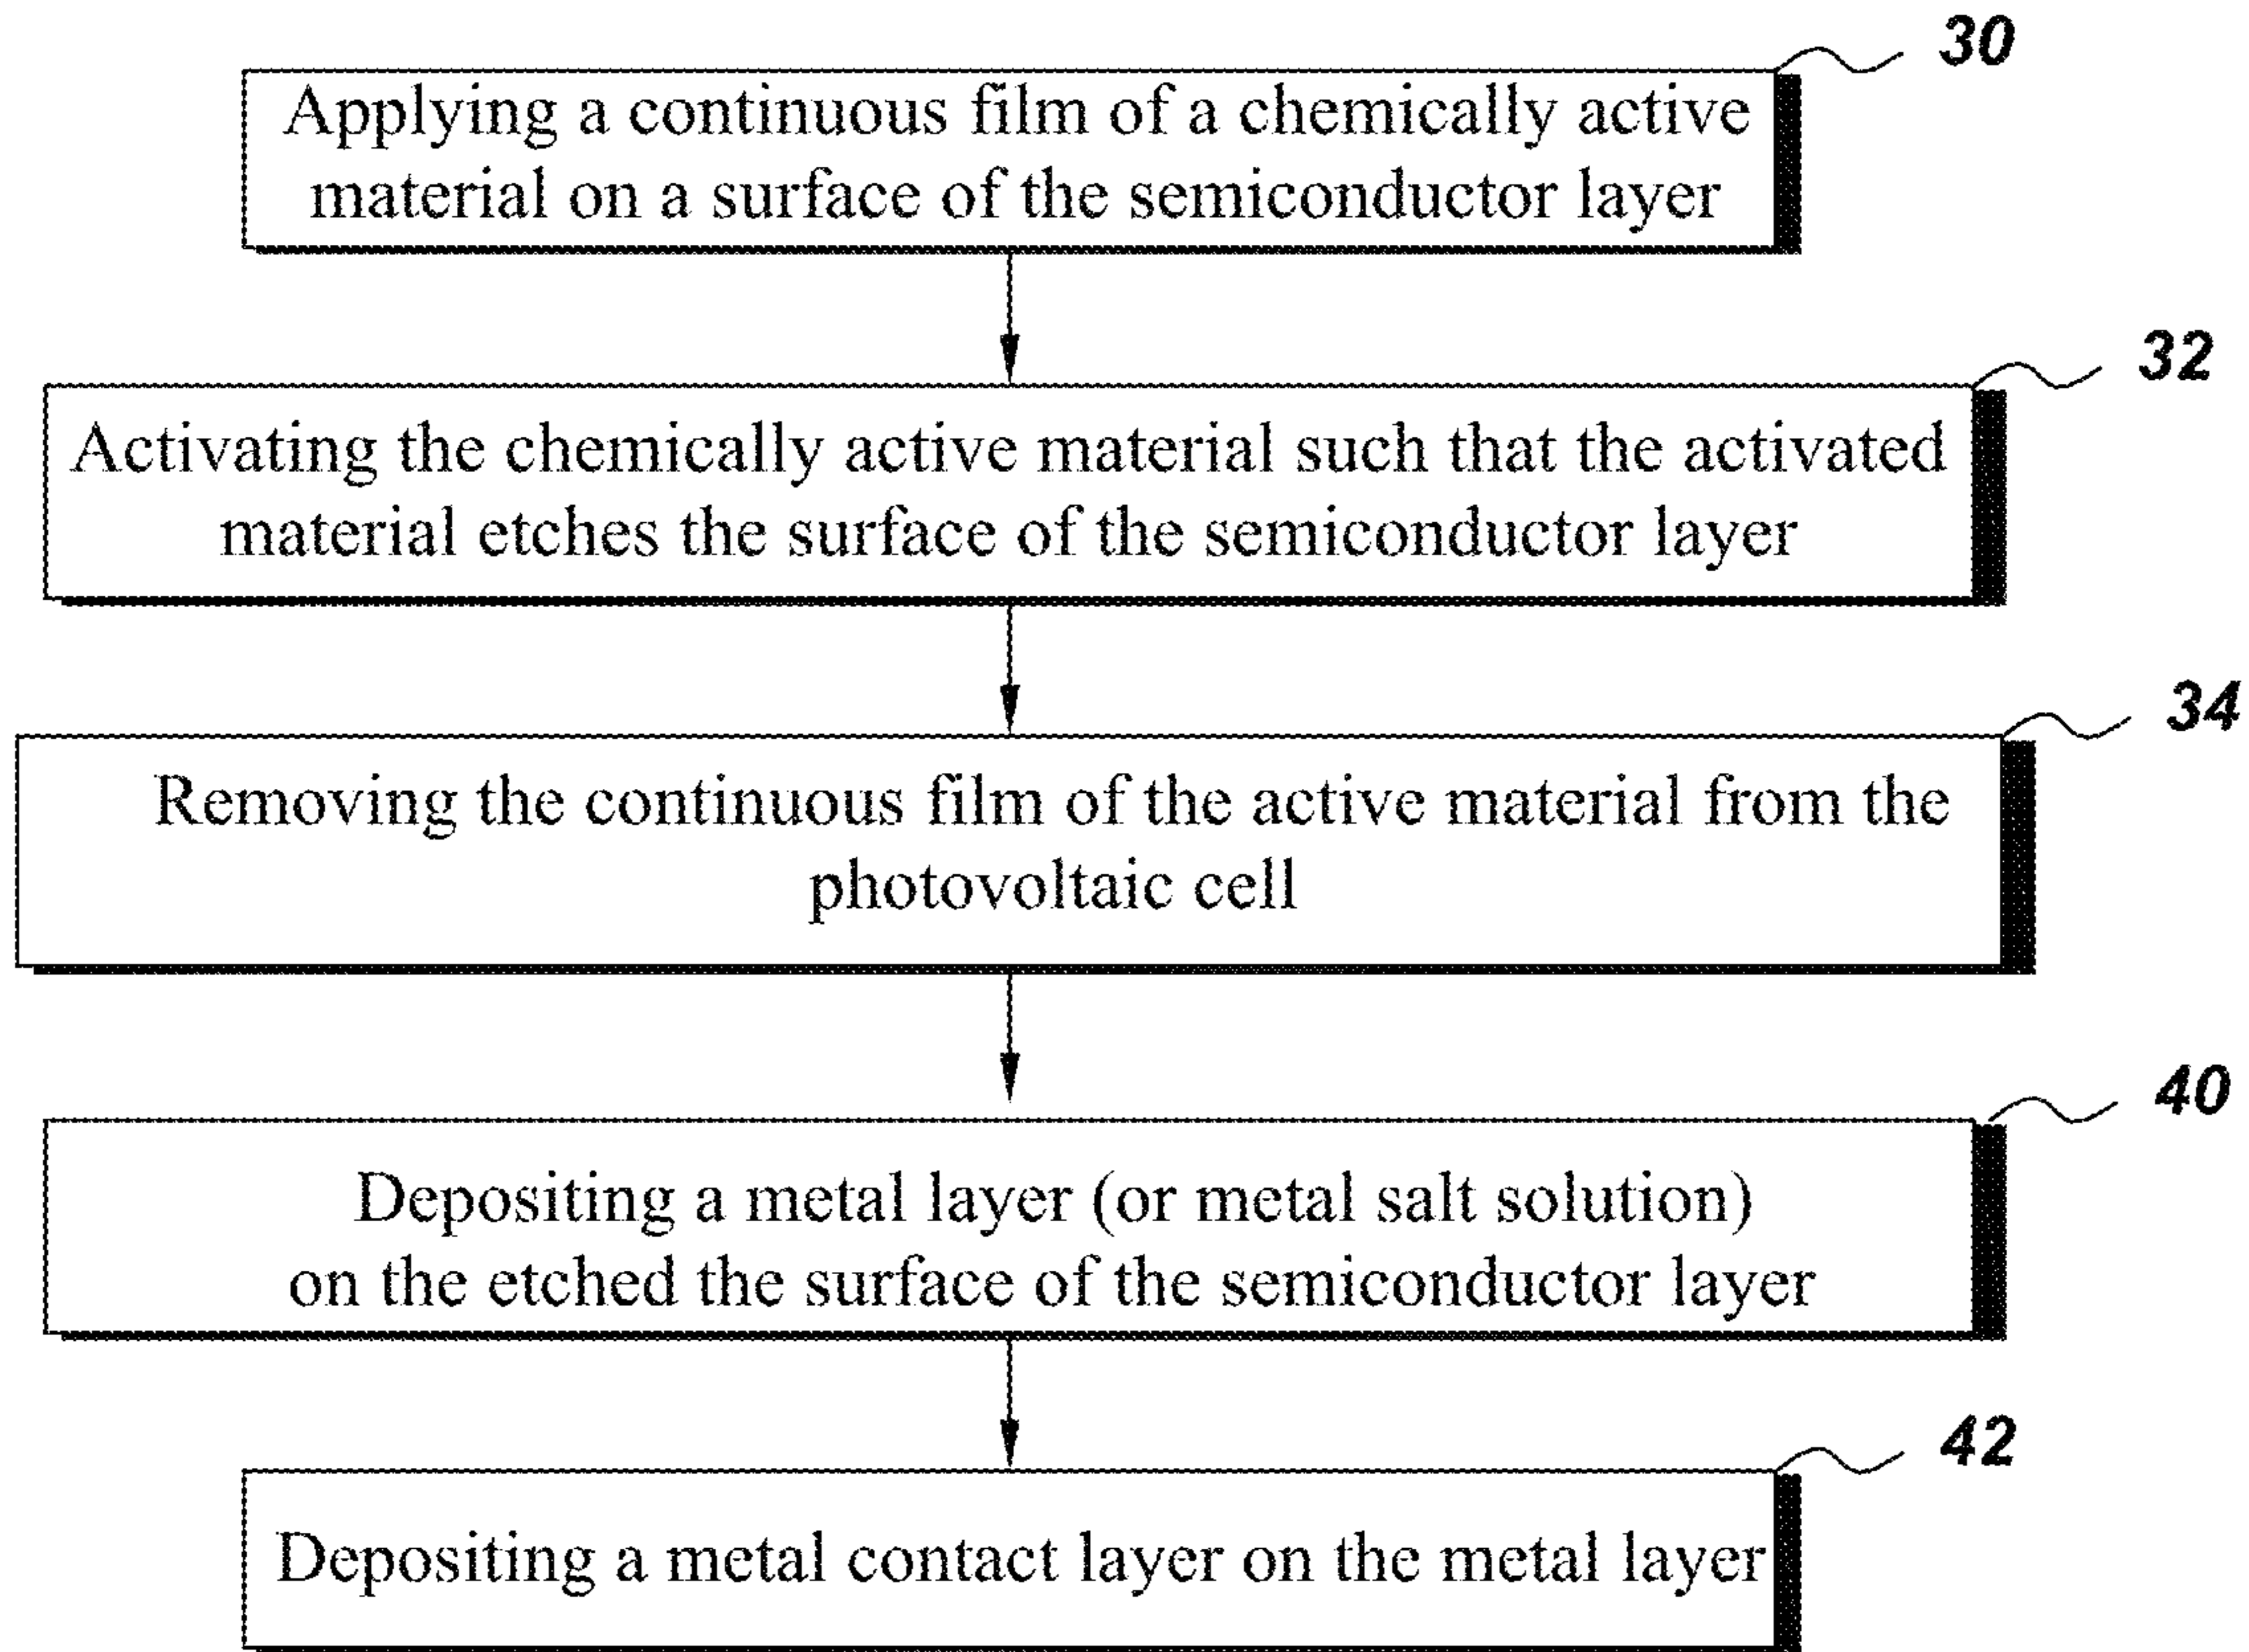 30
Applying a continuous film of a chemically active
material on a surface of the semiconductor layer
32
Activating the chemically active material such that the activated
material etches the surface of the semiconductor layer
34
Removing the continuous film of the active material from the
photovoltaic cell
40
Depositing a metal layer (or metal salt solution)
on the etched the surface of the semiconductor layer
42
Depositing a metal contact layer on the metal layer